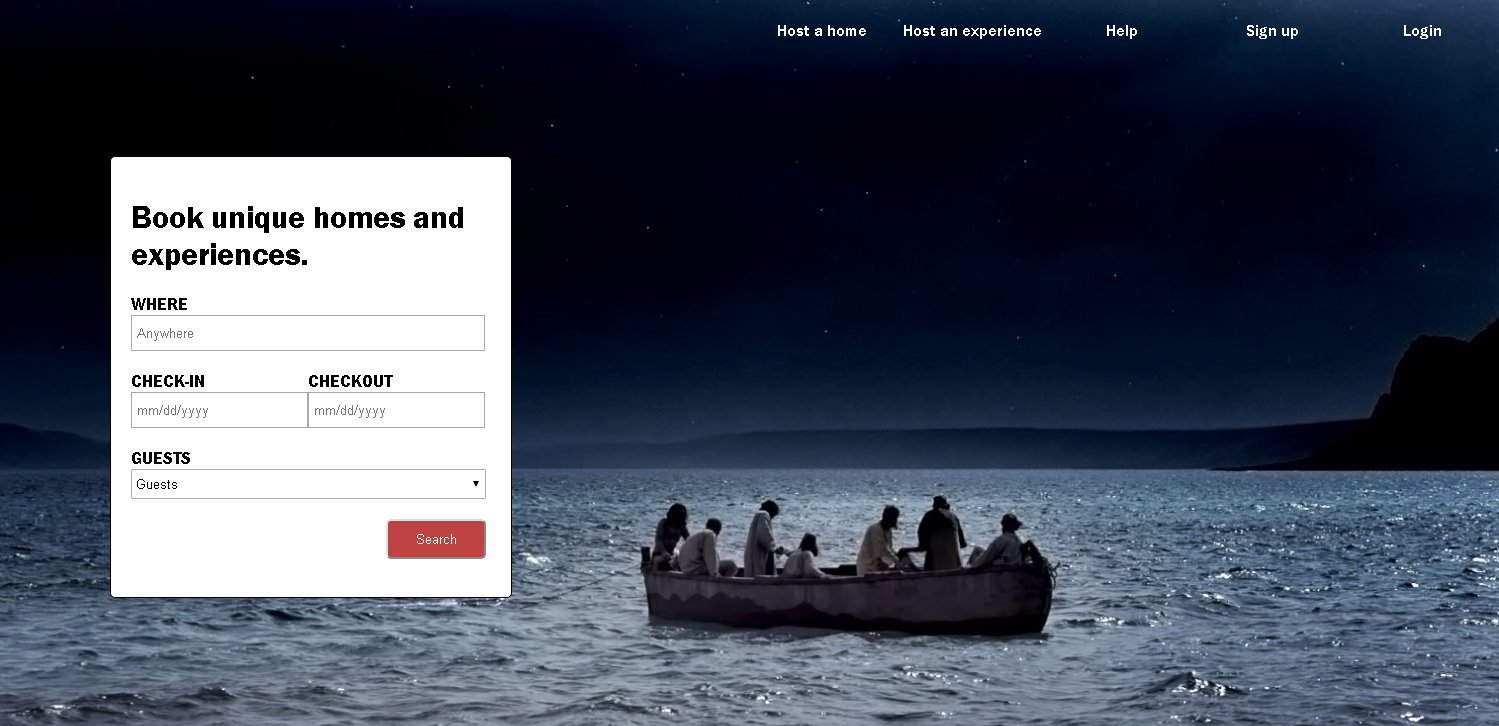 Host a home Host an experience Help Sign up Login
Book unique homes and
experiences.
WHERE
Anywhere
CHECK-IN CHECKOUT
mm/dd/yyyy mm/dd/yyyy
GUESTS
Guests
Search